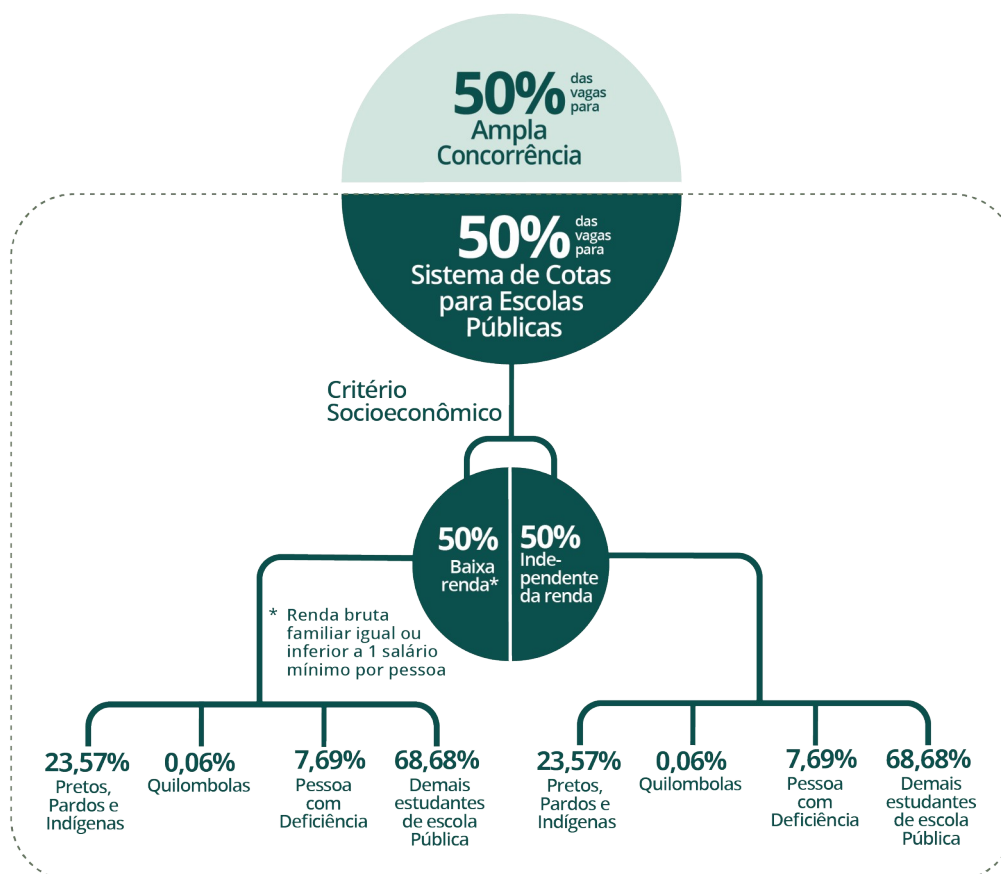 50% das
vagas
para
Ampla
Concorrência
50% das
vagas
para
Sistema de Cotas
para Escolas
Públicas
Critério
Socioeconômico
50%
Baixa
renda*
50%
Inde-
pendente
da renda
* Renda bruta
familiar igual ou
inferior a 1 salário
mínimo por pessoa
23,57%
Pretos,
Pardos e
Indígenas
0,06%
Quilombolas
7,69%
Pessoa
com
Deficiência
68,68%
Demais
estudantes
de escola
Pública
23,57%
Pretos,
Pardos e
Indígenas
0,06%
Quilombolas
7,69%
Pessoa
com
Deficiência
68,68%
Demais
estudantes
de escola
Pública